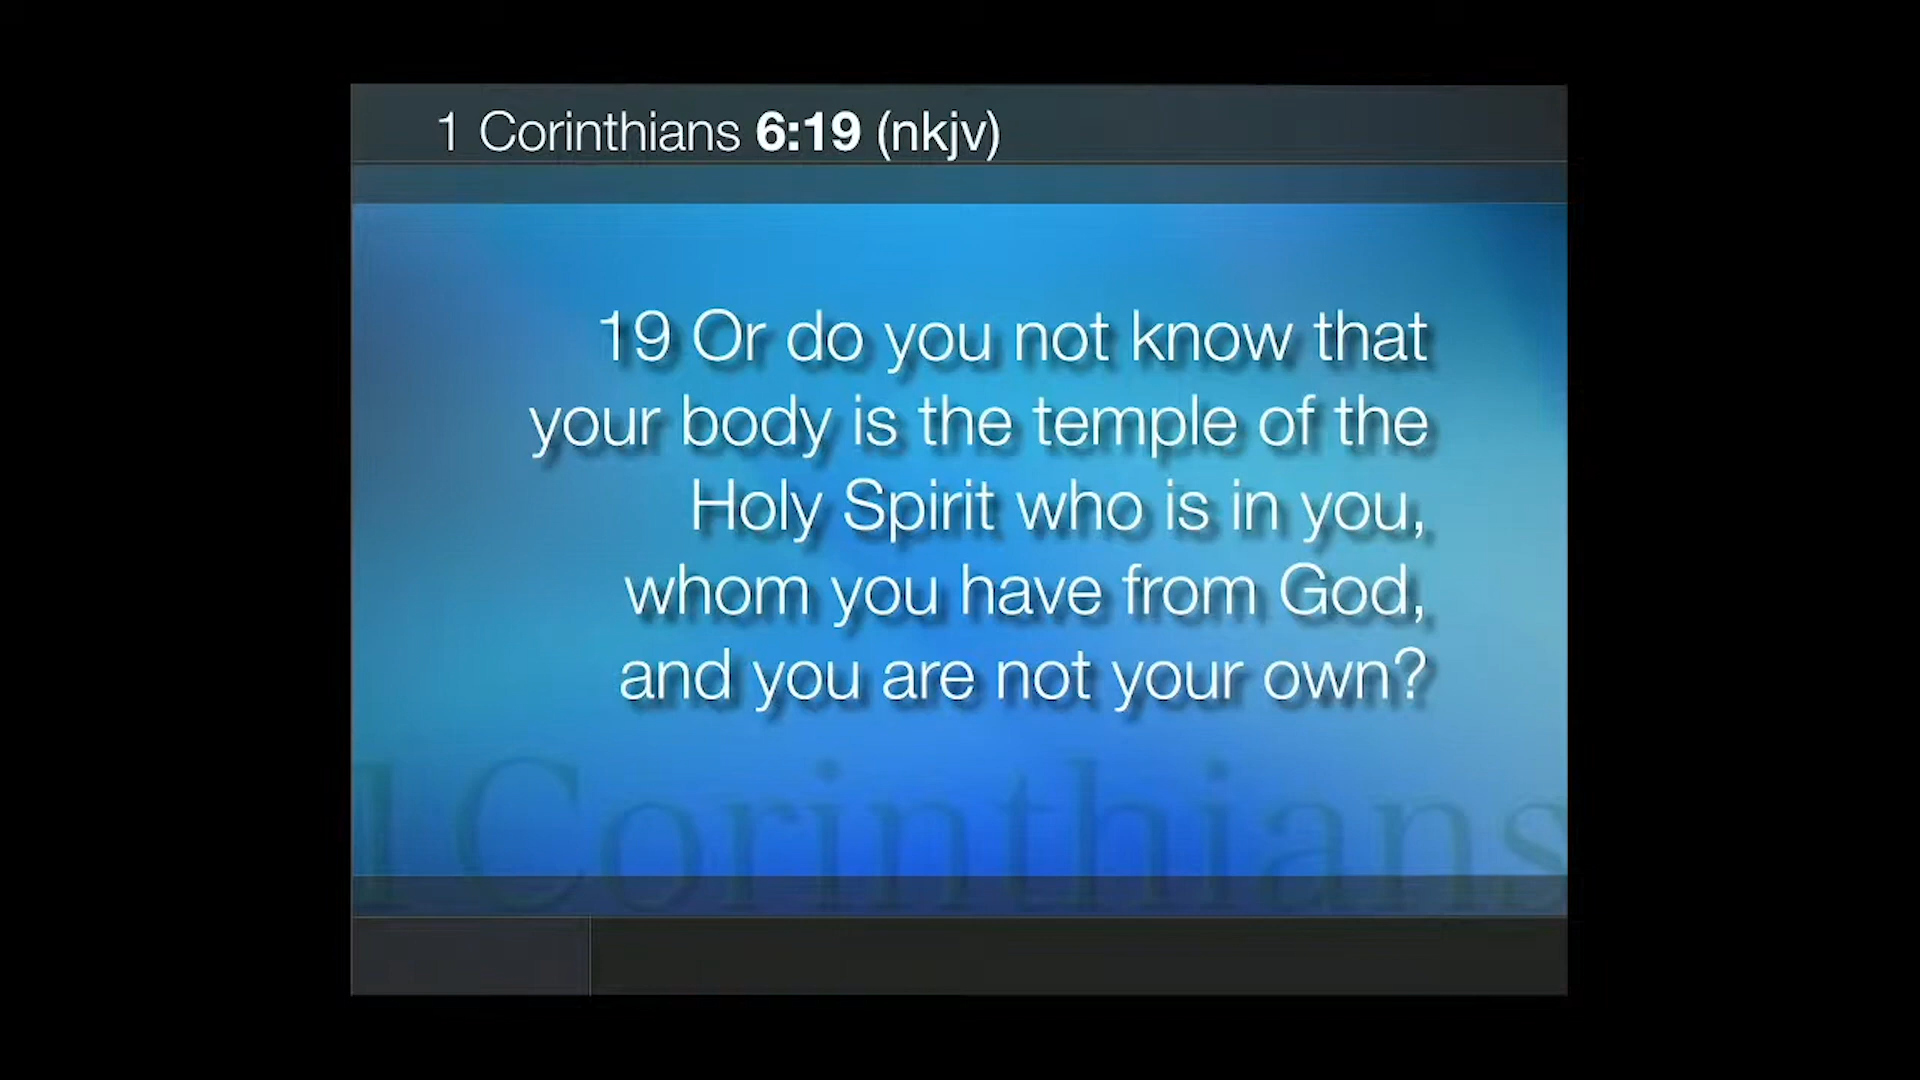 1 Corinthians 6:19 (nkjv)
19 Or do you not know that
your body is the temple of the
Holy Spirit who is in you,
whom you have from God,
and you are not your own?
1 Corinthians